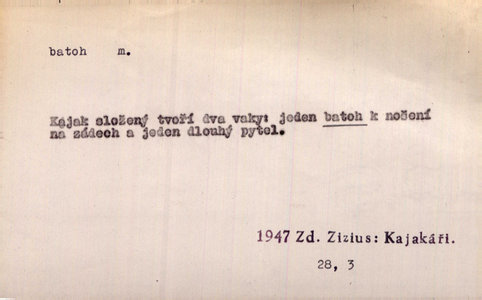 batoh m.
Kajak složený tvoří dva vaky: jeden batoh k nošení
na zádech a jeden dlouhý pytel.
1947 Zd. Zizius: Kajakáři.
28, 3